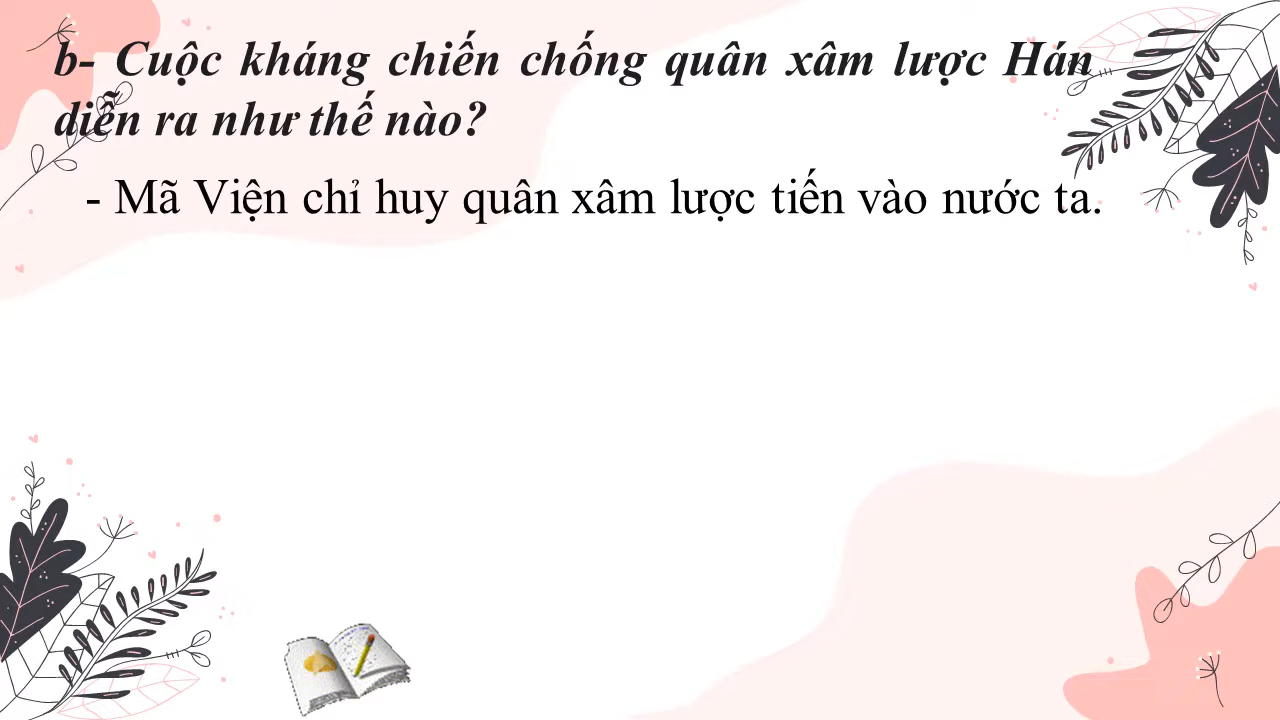 b- Cuộc kháng chiến chống quân xâm lược Hán
diễn ra như thế nào?
- Mã Viện chỉ huy quân xâm lược tiến vào nước ta.